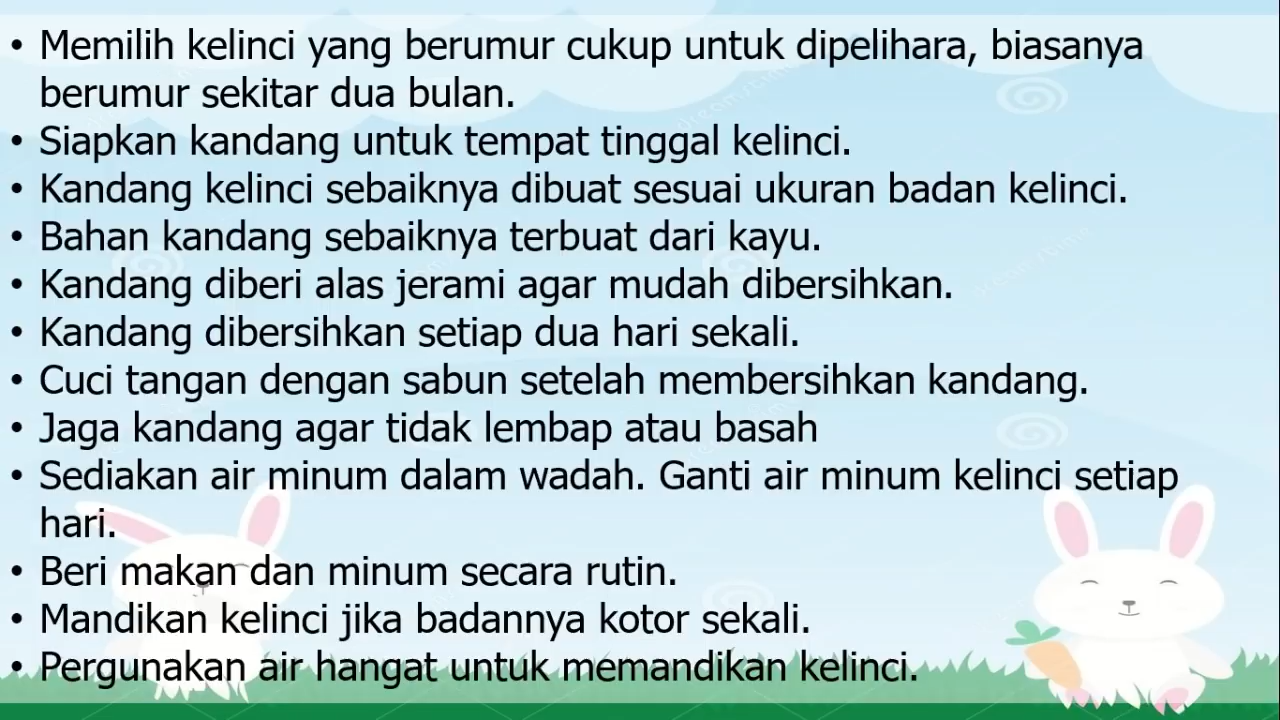 • Memilih kelinci yang berumur cukup untuk dipelihara, biasanya
berumur sekitar dua bulan.
• Siapkan kandang untuk tempat tinggal kelinci.
• Kandang kelinci sebaiknya dibuat sesuai ukuran badan kelinci.
• Bahan kandang sebaiknya terbuat dari kayu.
• Kandang diberi alas jerami agar mudah dibersihkan.
• Kandang dibersihkan setiap dua hari sekali.
• Cuci tangan dengan sabun setelah membersihkan kandang.
• Jaga kandang agar tidak lembap atau basah
• Sediakan air minum dalam wadah. Ganti air minum kelinci setiap
hari.
• Beri makan dan minum secara rutin.
• Mandikan kelinci jika badannya kotor sekali.
• Pergunakan air hangat untuk memandikan kelinci.